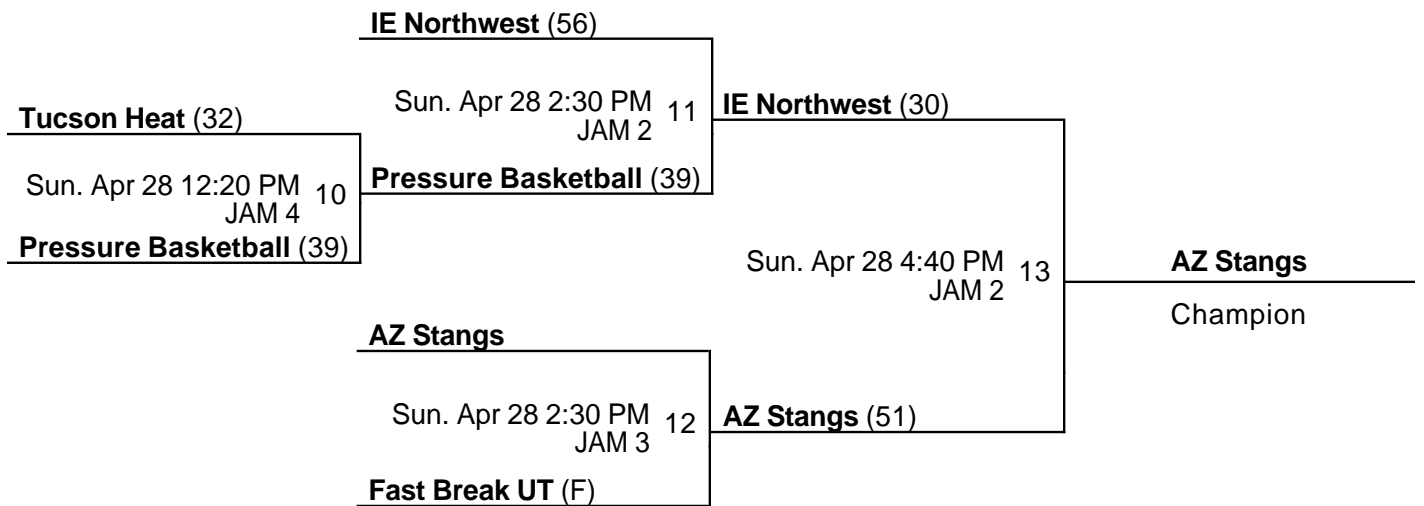 IE Northwest (56)
Sun. Apr 28 2:30 PM 11
JAM 2
IE Northwest (30)
Tucson Heat (32)
Sun. Apr 28 12:20 PM 10
JAM 4
Pressure Basketball (39)
Pressure Basketball (39)
Sun. Apr 28 4:40 PM 13
JAM 2
AZ Stangs
Champion
AZ Stangs
Sun. Apr 28 2:30 PM 12
JAM 3
AZ Stangs (51)
Fast Break UT (F)